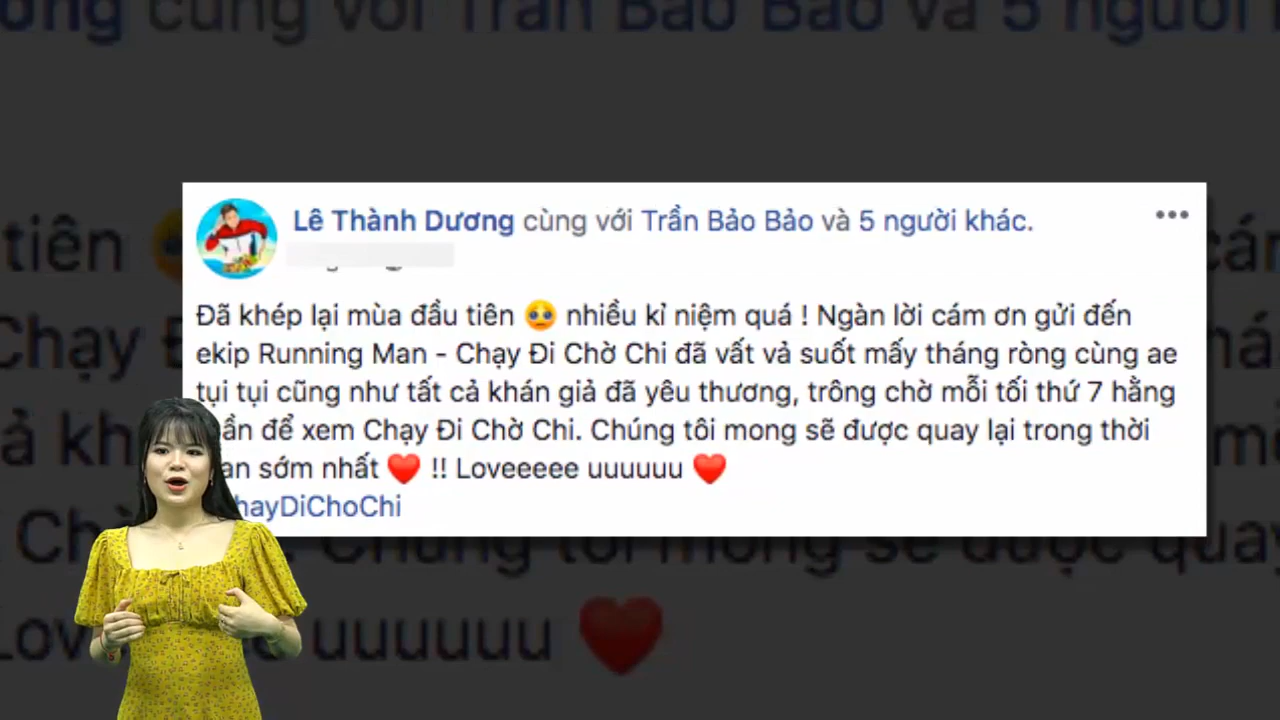 Lê Thành Dương cùng với Trần Bảo Bảo và 5 người khác.
Đã khép lại mùa đầu tiên 🥺 nhiều kỉ niệm quá ! Ngàn lời cám ơn gửi đến
ekip Running Man - Chạy Đi Chờ Chi đã vất vả suốt mấy tháng ròng cùng ae
tụi tụi cũng như tất cả khán giả đã yêu thương, trông chờ mỗi tối thứ 7 hằng
để xem Chạy Đi Chờ Chi. Chúng tôi mong sẽ được quay lại trong thời
sớm nhất ❤️ !! Loveeeee uuuuuu ❤️
hayDiChoChi